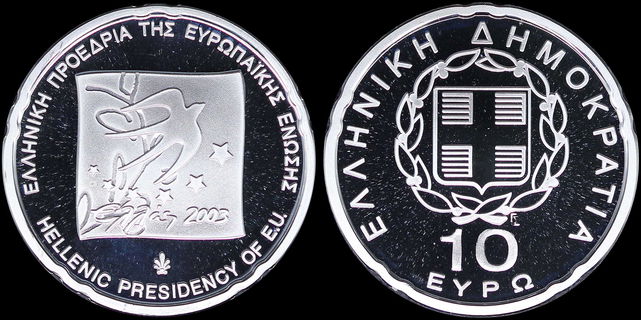 ΕΛΛΗΝΙΚΗ ΠΡΟΕΔΡΙΑ ΤΗΣ ΕΥΡΩΠΑΪΚΗΣ ΕΝΩΣΗΣ
2003
HELLENIC PRESIDENCY OF E.U.
ΕΛΛΗΝΙΚΗ ΔΗΜΟΚΡΑΤΙΑ
10
ΕΥΡΩ